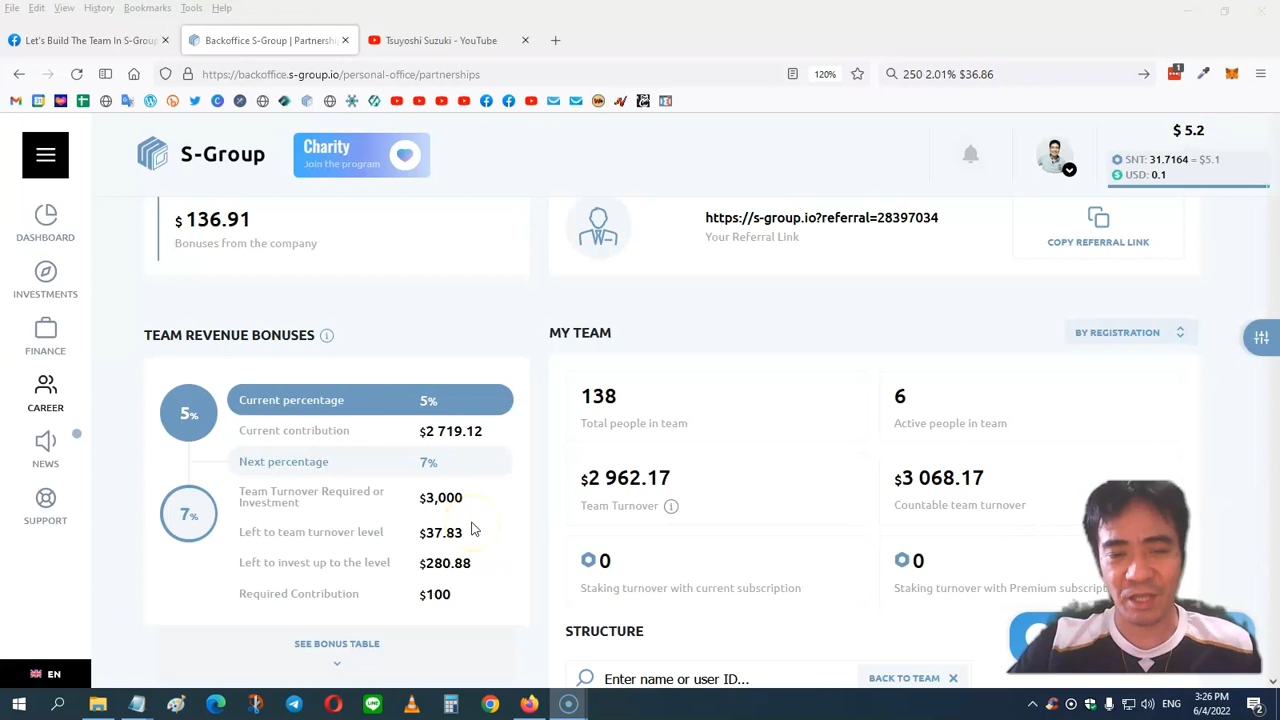 File Edit View History Bookmarks Tools Help
Let's Build The Team In S-Group
Backoffice S-Group | Partnership
Tsuyoshi Suzuki - YouTube
https://backoffice.s-group.io/personal-office/partnerships
120%
250 2.01% $36.86
1
S-Group
Charity
Join the program
$ 5.2
SNT: 31.7164 = $5.1
USD: 0.1
DASHBOARD
INVESTMENTS
FINANCE
CAREER
NEWS
SUPPORT
EN
$ 136.91
Bonuses from the company
https://s-group.io?referral=28397034
Your Referral Link
COPY REFERRAL LINK
TEAM REVENUE BONUSES
5%
Current percentage 5%
Current contribution $2 719.12
Next percentage 7%
7%
Team Turnover Required or Investment $3,000
Left to team turnover level $37.83
Left to invest up to the level $280.88
Required Contribution $100
SEE BONUS TABLE
MY TEAM
BY REGISTRATION
138
Total people in team
6
Active people in team
$2 962.17
Team Turnover
$3 068.17
Countable team turnover
0
Staking turnover with current subscription
0
Staking turnover with Premium
STRUCTURE
Enter name or user ID...
BACK TO TEAM
3:26 PM
6/4/2022
2